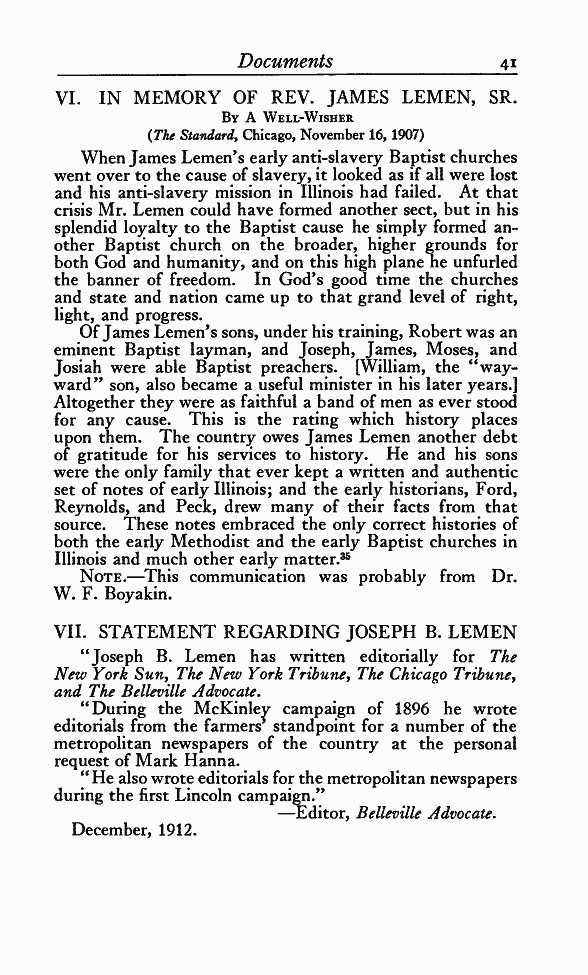 Documents 41
VI. IN MEMORY OF REV. JAMES LEMEN, SR.
By A Well-Wisher
(The Standard, Chicago, November 16, 1907)
When James Lemen's early anti-slavery Baptist churches
went over to the cause of slavery, it looked as if all were lost
and his anti-slavery mission in Illinois had failed. At that
crisis Mr. Lemen could have formed another sect, but in his
splendid loyalty to the Baptist cause he simply formed an-
other Baptist church on the broader, higher grounds for
both God and humanity, and on this high plane he unfurled
the banner of freedom. In God's good time the churches
and state and nation came up to that grand level of right,
light, and progress.
Of James Lemen's sons, under his training, Robert was an
eminent Baptist layman, and Joseph, James, Moses, and
Josiah were able Baptist preachers. [William, the "way-
ward" son, also became a useful minister in his later years.]
Altogether they were as faithful a band of men as ever stood
for any cause. This is the rating which history places
upon them. The country owes James Lemen another debt
of gratitude for his services to history. He and his sons
were the only family that ever kept a written and authentic
set of notes of early Illinois; and the early historians, Ford,
Reynolds, and Peck, drew many of their facts from that
source. These notes embraced the only correct histories of
both the early Methodist and the early Baptist churches in
Illinois and much other early matter.³⁵
Note.—This communication was probably from Dr.
W. F. Boyakin.
VII. STATEMENT REGARDING JOSEPH B. LEMEN
"Joseph B. Lemen has written editorially for The
New York Sun, The New York Tribune, The Chicago Tribune,
and The Belleville Advocate.
"During the McKinley campaign of 1896 he wrote
editorials from the farmers' standpoint for a number of the
metropolitan newspapers of the country at the personal
request of Mark Hanna.
"He also wrote editorials for the metropolitan newspapers
during the first Lincoln campaign."
—Editor, Belleville Advocate.
December, 1912.